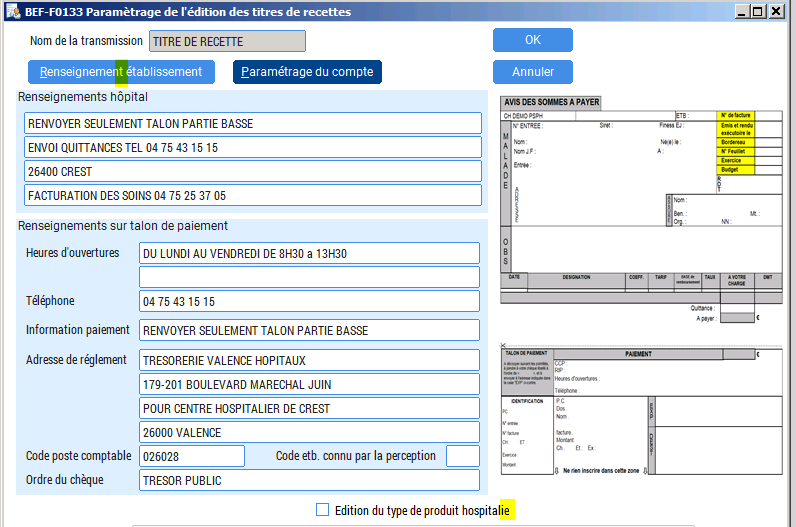 BEF-F0133 Paramètrage de l'édition des titres de recettes
Nom de la transmission TITRE DE RECETTE OK
Renseignement établissement Paramétrage du compte Annuler
Renseignements hôpital
RENVOYER SEULEMENT TALON PARTIE BASSE
ENVOI QUITTANCES TEL 04 75 43 15 15
26400 CREST
FACTURATION DES SOINS 04 75 25 37 05
Renseignements sur talon de paiement
Heures d'ouvertures DU LUNDI AU VENDREDI DE 8H30 a 13H30
Téléphone 04 75 43 15 15
Information paiement RENVOYER SEULEMENT TALON PARTIE BASSE
Adresse de réglement TRESORERIE VALENCE HOPITAUX
179-201 BOULEVARD MARECHAL JUIN
POUR CENTRE HOSPITALIER DE CREST
26000 VALENCE
Code poste comptable 026028 Code etb. connu par la perception
Ordre du chèque TRESOR PUBLIC
Edition du type de produit hospitalie
AVIS DES SOMMES A PAYER
CH DEMO PSPH ETB : N° de facture
N° ENTREE : Siret : Finess EJ : Emis et rendu
exécutoire le
Nom : Ne(e) le : Bordereau
Nom J.F : A : N° Feuillet
Entrée : Exercice
Budget
MALADE
ADRESSE
Nom :
Ben. : Mt. :
Org. : NN :
OBS
DATE DESIGNATION COEFF. TARIF BASE de remboursement TAUX A VOTRE CHARGE DMT
Quittance :
A payer : €
TALON DE PAIEMENT PAIEMENT €
CCP :
RIP :
Heures d'ouvertures :
Téléphone :
IDENTIFICATION P.C.
PC : Dos :
Nom :
N° entrée :
N° facture : facture
Montant
CH : ET : Ch : Et : Ex :
Exercice :
Montant Ne rien inscrire dans cette zone